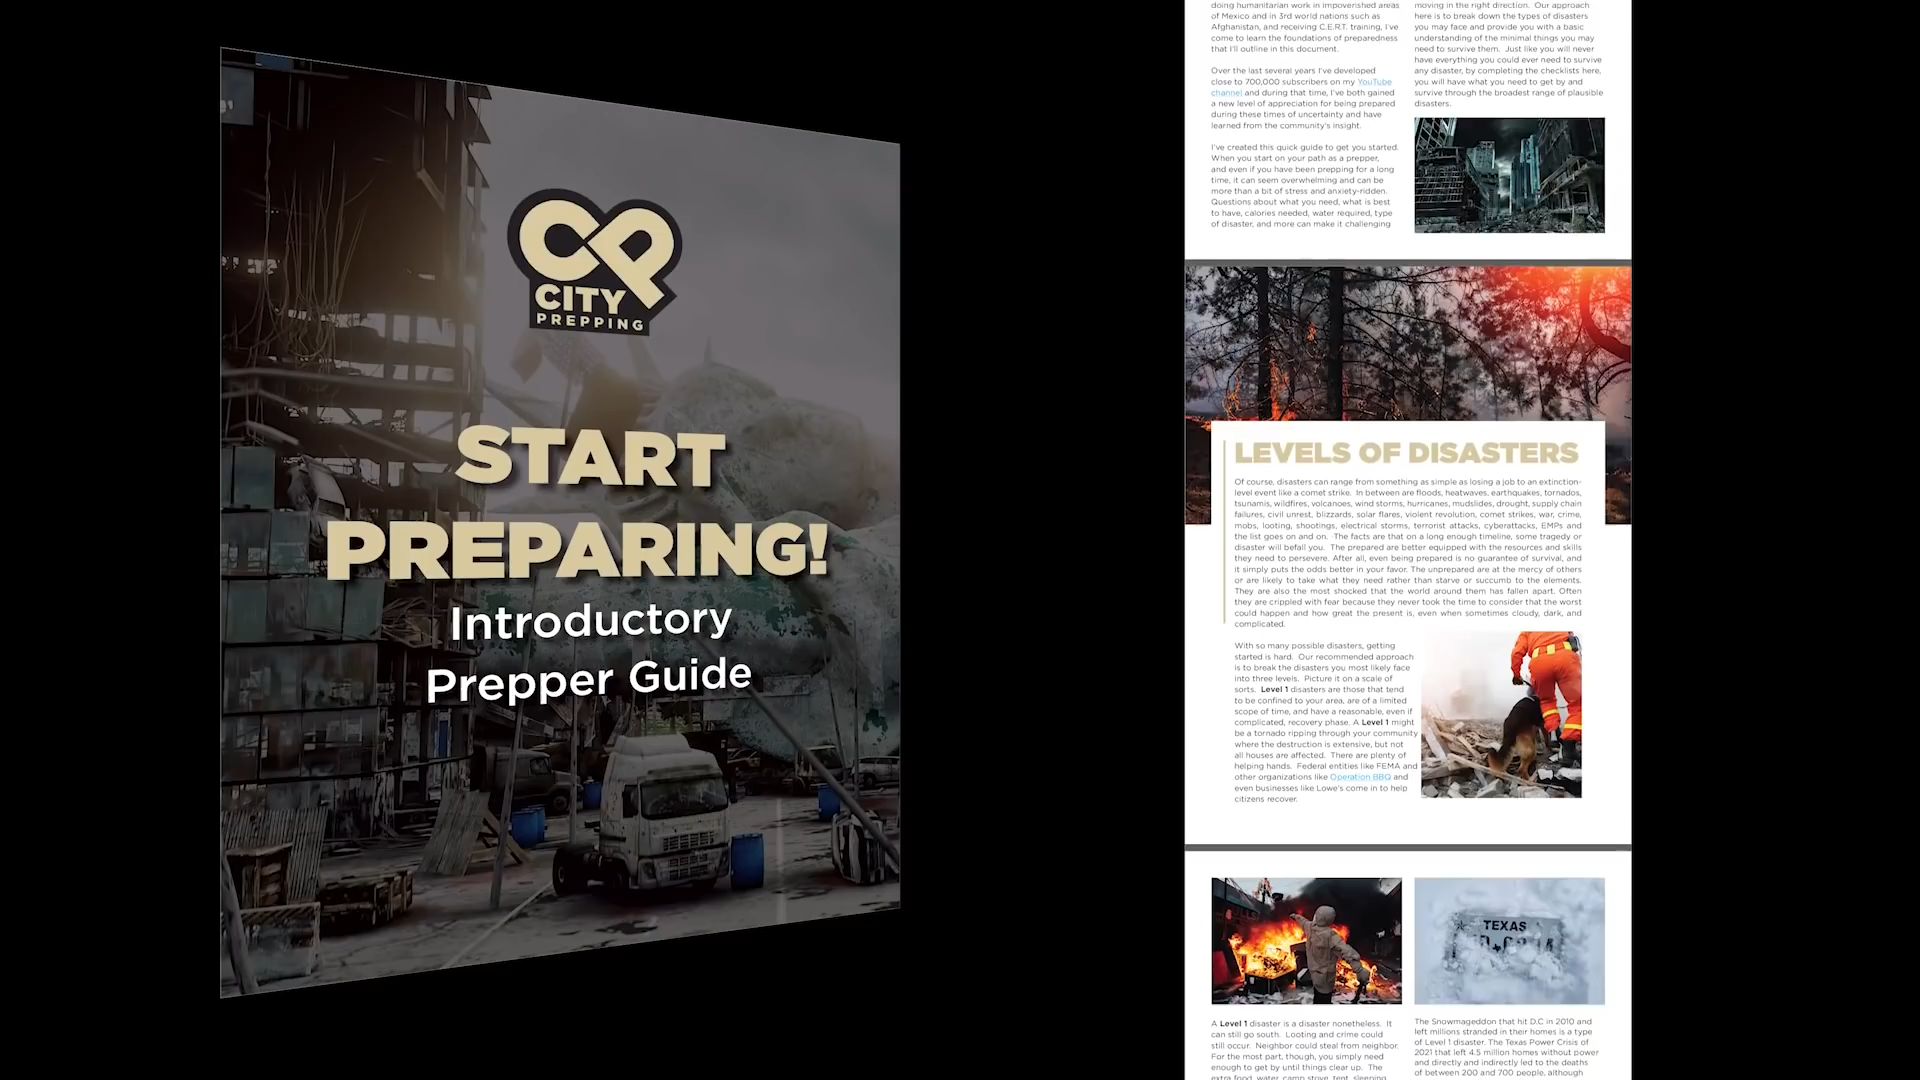 CP
CITY
PREPPING
START
PREPARING!
Introductory
Prepper Guide
doing humanitarian work in impoverished areas
of Mexico and in 3rd world nations such as
Afghanistan, and receiving C.E.R.T. training, I've
come to learn the foundations of preparedness
that I'll outline in this document.
Over the last several years I've developed
close to 700,000 subscribers on my YouTube
channel and during that time, I've both gained
a new level of appreciation for being prepared
during these times of uncertainty and have
learned from the community's insight.
I've created this quick guide to get you started.
When you start on your path as a prepper,
and even if you have been prepping for a long
time, it can seem overwhelming and can be
more than a bit of stress and anxiety-ridden.
Questions about what you need, what is best
to have, calories needed, water required, type
of disaster, and more can make it challenging
moving in the right direction. Our approach
here is to break down the types of disasters
you may face and provide you with a basic
understanding of the minimal things you may
need to survive them. Just like you will never
have everything you could ever need to survive
any disaster, by completing the checklists here,
you will have what you need to get by and
survive through the broadest range of plausible
disasters.
LEVELS OF DISASTERS
Of course, disasters can range from something as simple as losing a job to an extinction-
level event like a comet strike. In between are floods, heatwaves, earthquakes, tornados,
tsunamis, wildfires, volcanoes, wind storms, hurricanes, mudslides, drought, supply chain
failures, civil unrest, blizzards, solar flares, violent revolution, comet strikes, war, crime,
mobs, looting, shootings, electrical storms, terrorist attacks, cyberattacks, EMPs and
the list goes on and on. The facts are that on a long enough timeline, some tragedy or
disaster will befall you. The prepared are better equipped with the resources and skills
they need to persevere. After all, even being prepared is no guarantee of survival, and
it simply puts the odds better in your favor. The unprepared are at the mercy of others
or are likely to take what they need rather than starve or succumb to the elements.
They are also the most shocked that the world around them has fallen apart. Often
they are crippled with fear because they never took the time to consider that the worst
could happen and how great the present is, even when sometimes cloudy, dark, and
complicated.
With so many possible disasters, getting
started is hard. Our recommended approach
is to break the disasters you most likely face
into three levels. Picture it on a scale of
sorts. Level 1 disasters are those that tend
to be confined to your area, are of a limited
scope of time, and have a reasonable, even if
complicated, recovery phase. A Level 1 might
be a tornado ripping through your community
where the destruction is extensive, but not
all houses are affected. There are plenty of
helping hands. Federal entities like FEMA and
other organizations like Operation BBQ and
even businesses like Lowe's come in to help
citizens recover.
TEXAS
A Level 1 disaster is a disaster nonetheless. It
can still go south. Looting and crime could
still occur. Neighbor could steal from neighbor.
For the most part, though, you simply need
enough to get by until things clear up. The
extra food, water, camp stove, tent, sleeping
The Snowmageddon that hit D.C in 2010 and
left millions stranded in their homes is a type
of Level 1 disaster. The Texas Power Crisis of
2021 that left 4.5 million homes without power
and directly and indirectly led to the deaths
of between 200 and 700 people, although